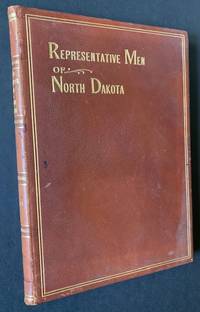 Representative Men
of
North Dakota